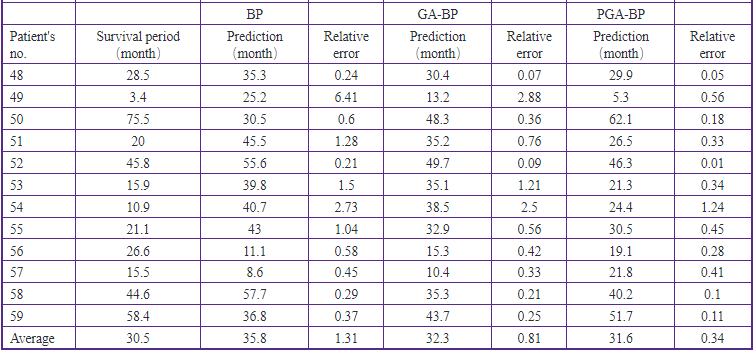 BP GA-BP PGA-BP
Patient's Survival period Prediction Relative Prediction Relative Prediction Relative
no. (month) (month) error (month) error (month) error
48 28.5 35.3 0.24 30.4 0.07 29.9 0.05
49 3.4 25.2 6.41 13.2 2.88 5.3 0.56
50 75.5 30.5 0.6 48.3 0.36 62.1 0.18
51 20 45.5 1.28 35.2 0.76 26.5 0.33
52 45.8 55.6 0.21 49.7 0.09 46.3 0.01
53 15.9 39.8 1.5 35.1 1.21 21.3 0.34
54 10.9 40.7 2.73 38.5 2.5 24.4 1.24
55 21.1 43 1.04 32.9 0.56 30.5 0.45
56 26.6 11.1 0.58 15.3 0.42 19.1 0.28
57 15.5 8.6 0.45 10.4 0.33 21.8 0.41
58 44.6 57.7 0.29 35.3 0.21 40.2 0.1
59 58.4 36.8 0.37 43.7 0.25 51.7 0.11
Average 30.5 35.8 1.31 32.3 0.81 31.6 0.34